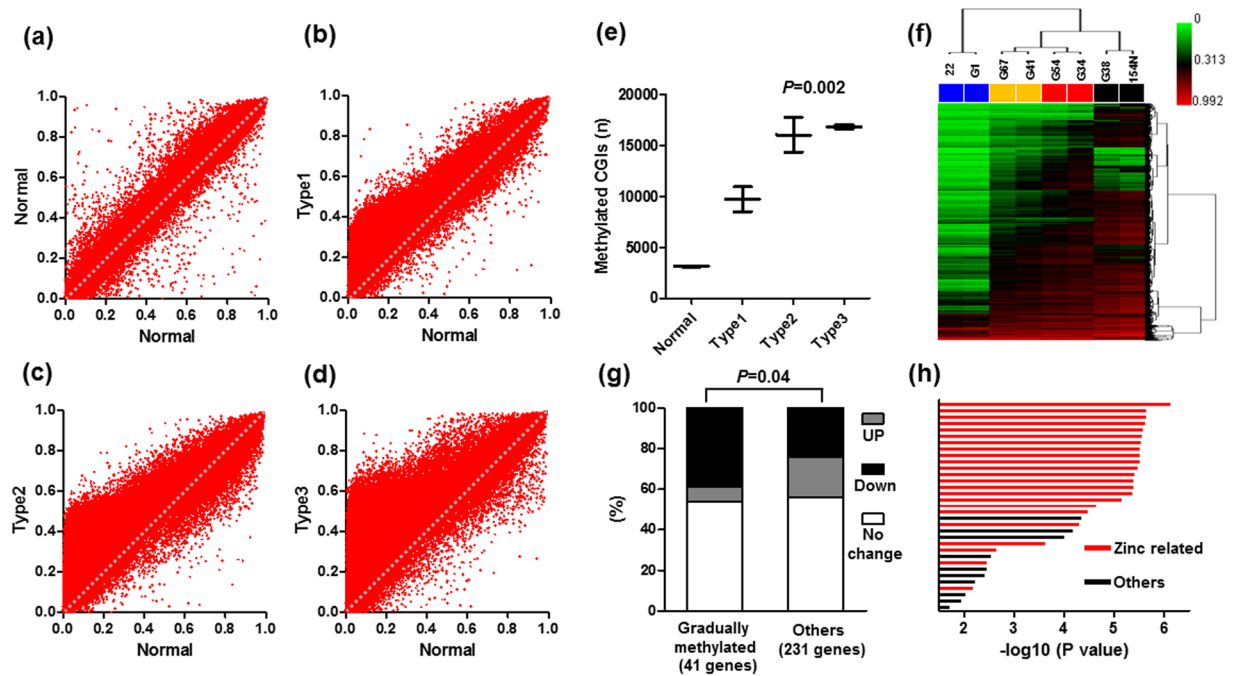 (a)
1.0
0.8
0.6
0.4
0.2
0.0
Normal
0.0 0.2 0.4 0.6 0.8 1.0
Normal
(b)
1.0
0.8
0.6
0.4
0.2
0.0
Type1
0.0 0.2 0.4 0.6 0.8 1.0
Normal
(e)
P=0.002
20000
15000
10000
5000
0
Methylated CGIs (n)
Normal Type1 Type2 Type3
(f)
22 G1 G67 G41 G54 G34 G38 154N
0
0.313
0.992
(c)
1.0
0.8
0.6
0.4
0.2
0.0
Type2
0.0 0.2 0.4 0.6 0.8 1.0
Normal
(d)
1.0
0.8
0.6
0.4
0.2
0.0
Type3
0.0 0.2 0.4 0.6 0.8 1.0
Normal
(g)
P=0.04
100
80
60
40
20
0
(%)
UP
Down
No
change
Gradually
methylated
(41 genes)
Others
(231 genes)
(h)
Zinc related
Others
2 3 4 5 6
-log10 (P value)